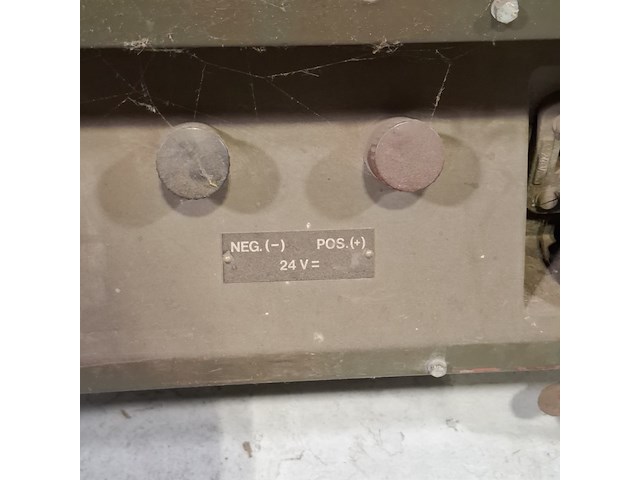 NEG.(-) POS.(+)
24 V=